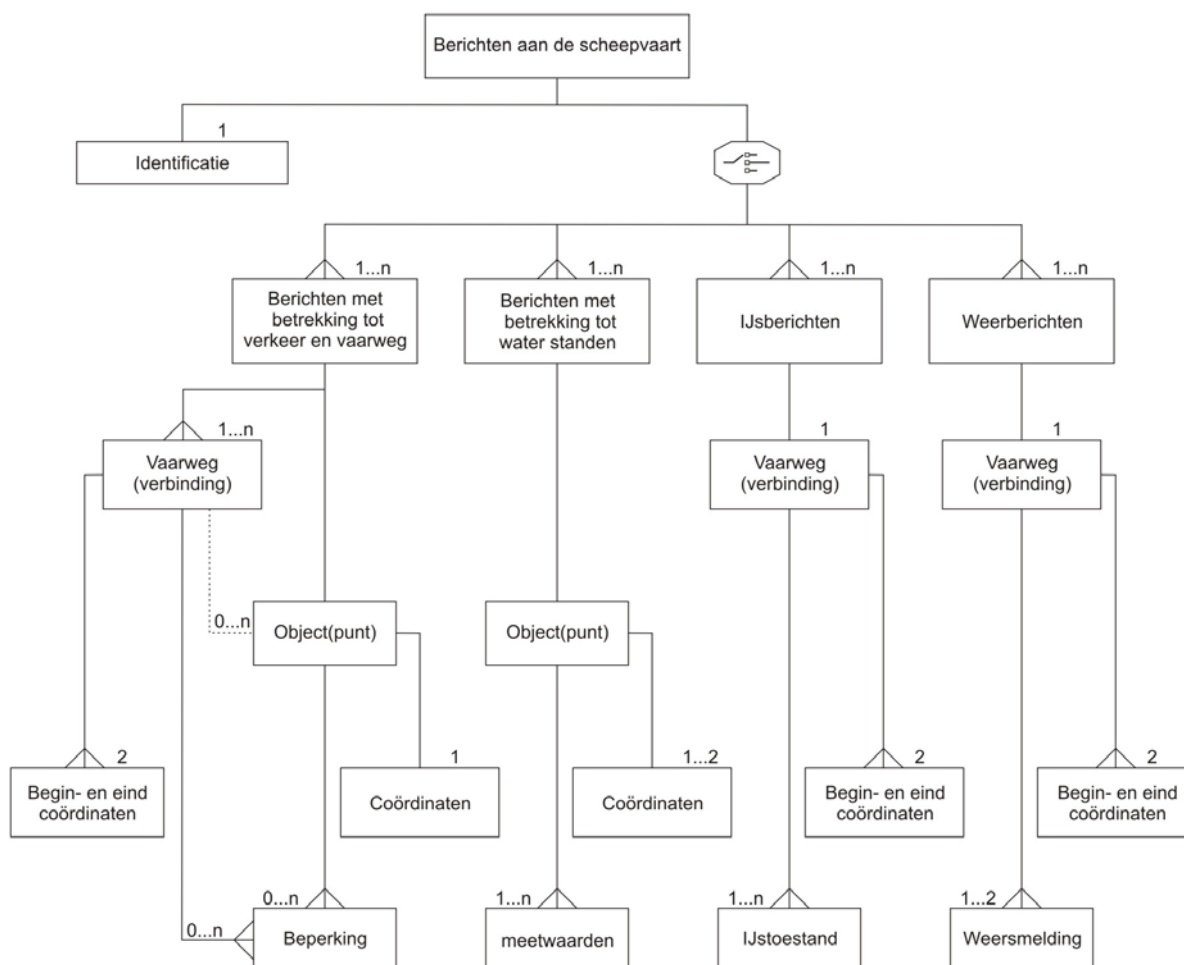 Berichten aan de scheepvaart
1
Identificatie
1...n
1...n
1...n
1...n
Berichten met
betrekking tot
verkeer en vaarweg
Berichten met
betrekking tot
water standen
IJsberichten
Weerberichten
1...n
1
1
Vaarweg
(verbinding)
Vaarweg
(verbinding)
Vaarweg
(verbinding)
0...n
Object(punt)
Object(punt)
2
1
1...2
2
2
Begin- en eind
coördinaten
Coördinaten
Coördinaten
Begin- en eind
coördinaten
Begin- en eind
coördinaten
0...n
1...n
1...n
1...2
0...n
Beperking
meetwaarden
IJstoestand
Weersmelding